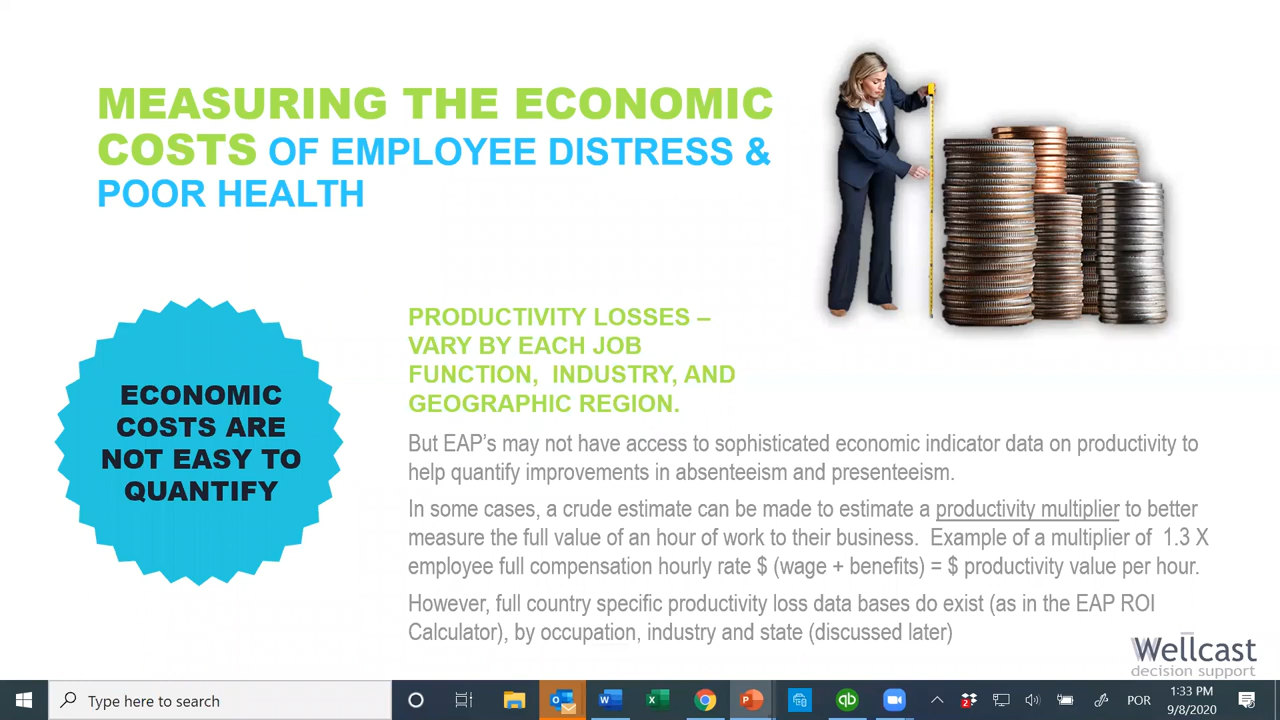 MEASURING THE ECONOMIC
COSTS OF EMPLOYEE DISTRESS &
POOR HEALTH
ECONOMIC
COSTS ARE
NOT EASY TO
QUANTIFY
PRODUCTIVITY LOSSES –
VARY BY EACH JOB
FUNCTION,  INDUSTRY, AND
GEOGRAPHIC REGION.
But EAP's may not have access to sophisticated economic indicator data on productivity to
help quantify improvements in absenteeism and presenteeism.
In some cases, a crude estimate can be made to estimate a productivity multiplier to better
measure the full value of an hour of work to their business.  Example of a multiplier of  1.3 X
employee full compensation hourly rate $ (wage + benefits) = $ productivity value per hour.
However, full country specific productivity loss data bases do exist (as in the EAP ROI
Calculator), by occupation, industry and state (discussed later)
Wellcast
decision support
Type here to search
POR
1:33 PM
9/8/2020